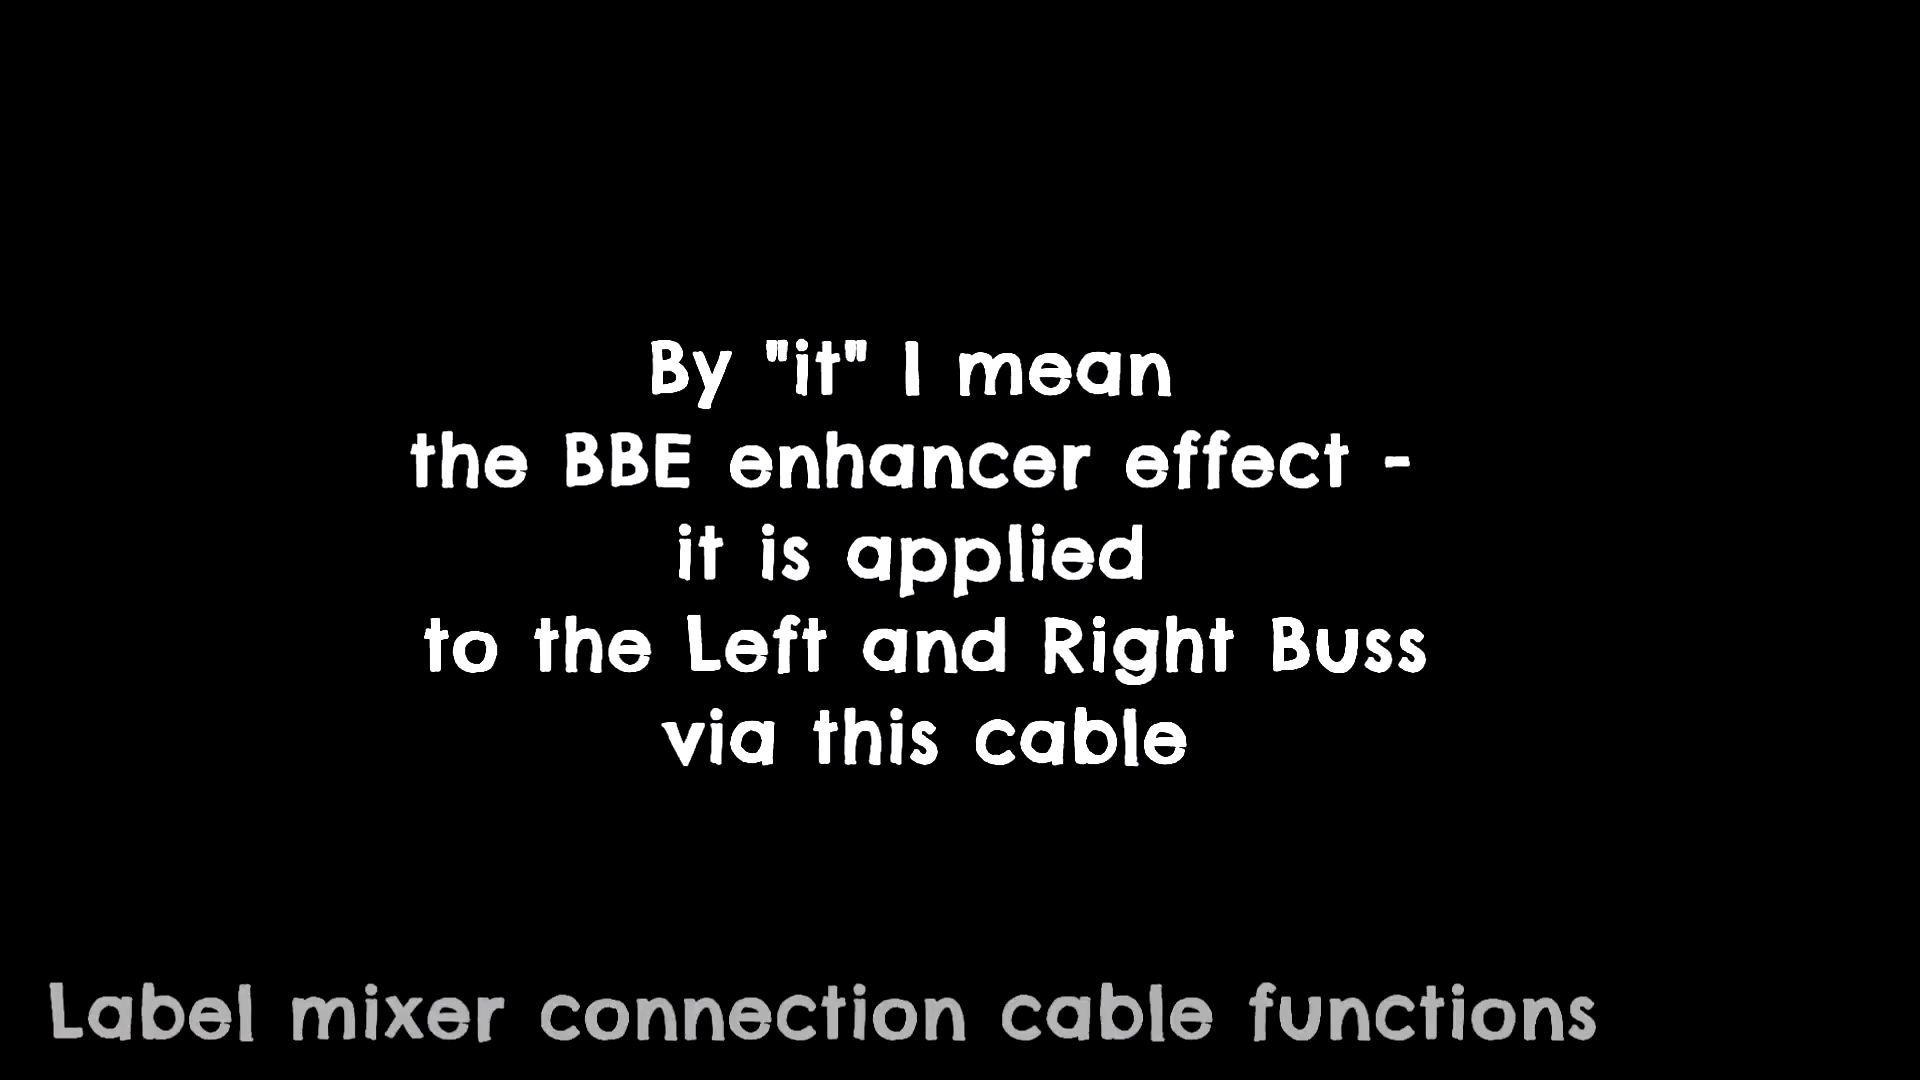 By "it" I mean
the BBE enhancer effect -
it is applied
to the Left and Right Buss
via this cable
Label mixer connection cable functions